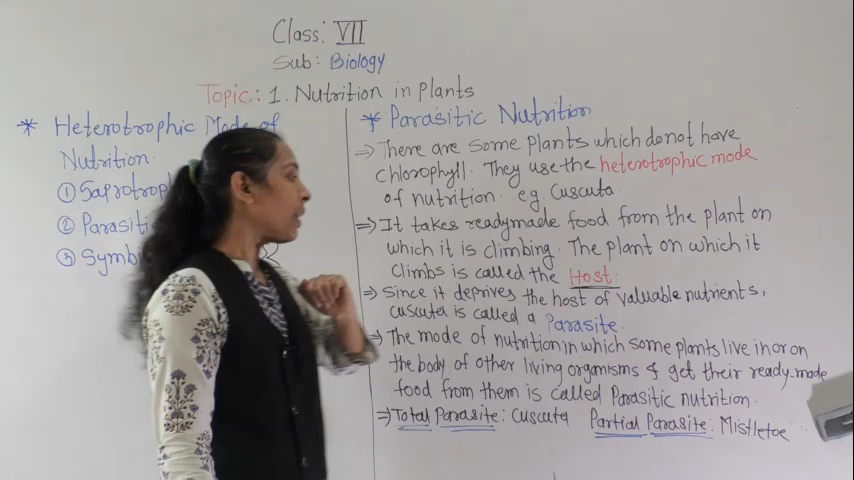 Class: VII
Sub: Biology
Topic: 1. Nutrition in plants
* Heterotrophic Mode of
Nutrition.
① Saprotroph
② Parasiti
③ Symbi
* Parasitic Nutrition
⇒ There are some plants which donot have
chlorophyll. They use the heterotrophic mode
of nutrition. e.g. Cuscuta.
⇒ It takes readymade food from the plant on
which it is climbing. The plant on which it
climbs is called the Host.
⇒ Since it deprives the host of valuable nutrients,
cuscuta is called a Parasite.
⇒ The mode of nutrition in which some plants live in or on
the body of other living organisms & get their ready-made
food from them is called Parasitic nutrition.
⇒ Total Parasite: Cuscuta Partial Parasite: Mistletoe